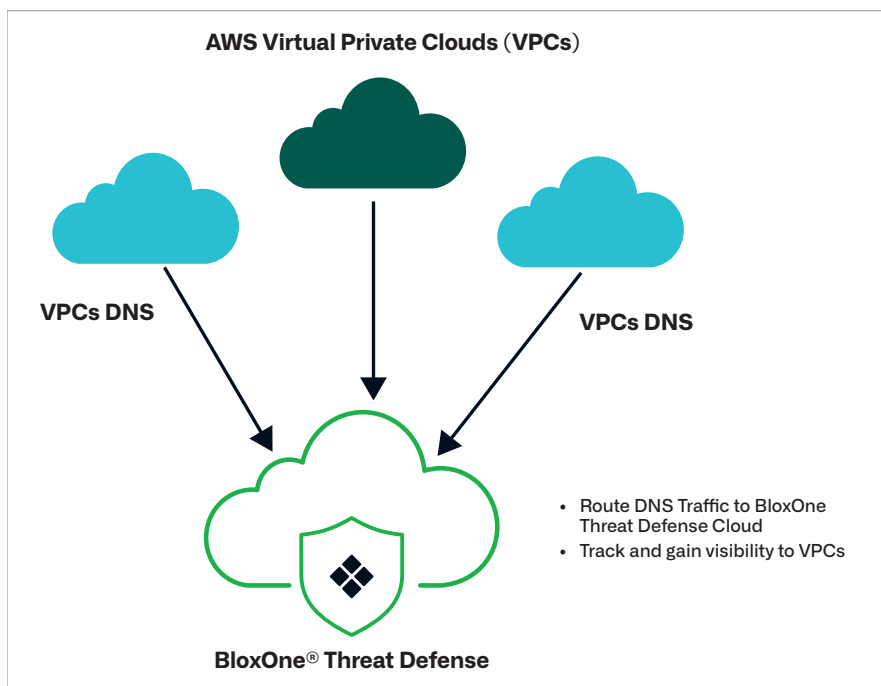 AWS Virtual Private Clouds (VPCs)
VPCs DNS
VPCs DNS
• Route DNS Traffic to BloxOne
Threat Defense Cloud
• Track and gain visibility to VPCs
BloxOne® Threat Defense